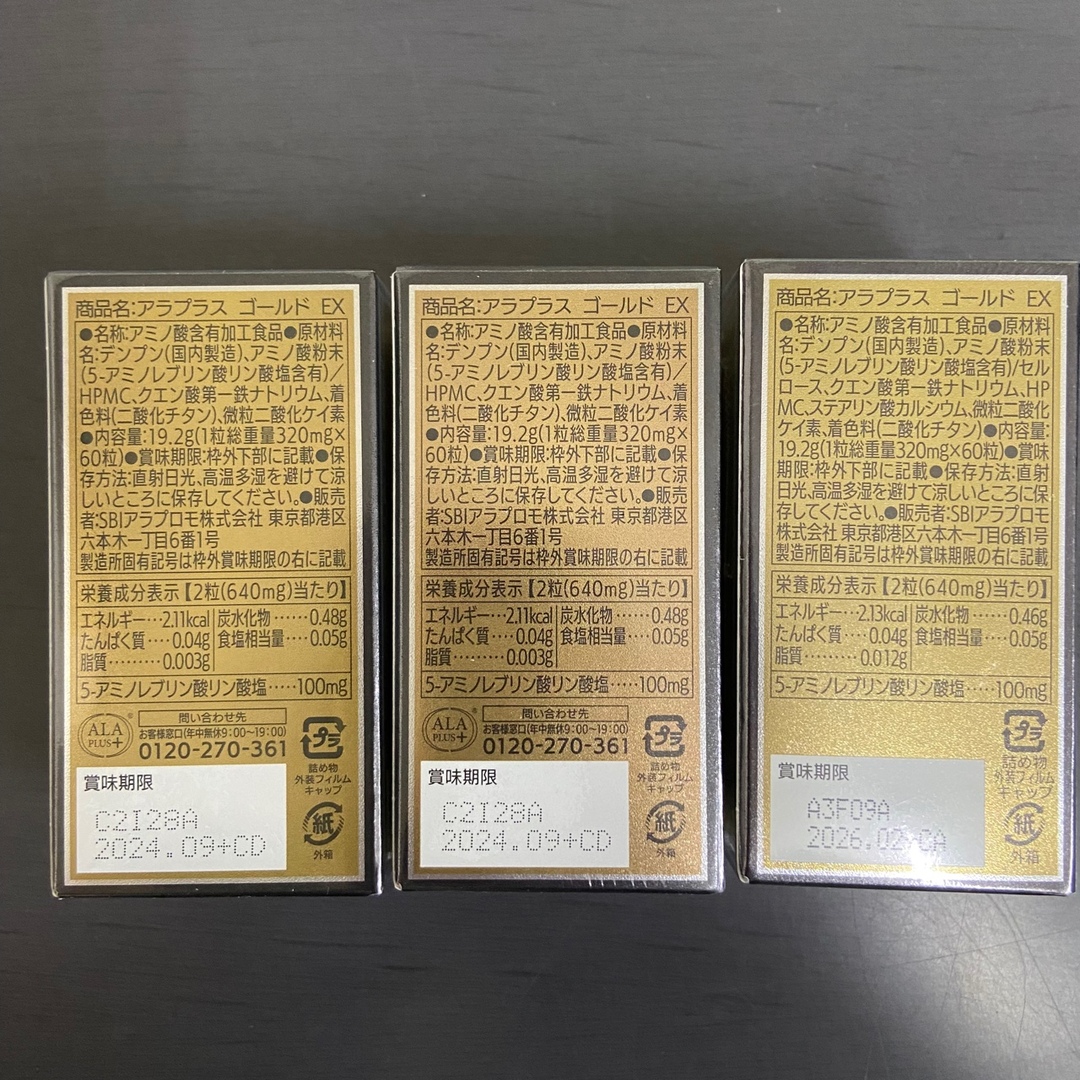 商品名:アラプラス ゴールド EX
●名称:アミノ酸含有加工食品●原材料
名:デンプン(国内製造)、アミノ酸粉末
(5-アミノレブリン酸リン酸塩含有)/
HPMC、クエン酸第一鉄ナトリウム、着
色料(二酸化チタン)、微粒二酸化ケイ素
●内容量:19.2g(1粒総重量320mg×
60粒)●賞味期限:枠外下部に記載●保
存方法:直射日光、高温多湿を避けて涼
しいところに保存してください。●販売
者:SBIアラプロモ株式会社 東京都港区
六本木一丁目6番1号
製造所固有記号は枠外賞味期限の右に記載
栄養成分表示【2粒(640mg)当たり】
エネルギー…2.11kcal 炭水化物……0.48g
たんぱく質……0.04g 食塩相当量……0.05g
脂質………0.003g
5-アミノレブリン酸リン酸塩……100mg
ALA PLUS+
問い合わせ先
お客様窓口(年中無休9:00〜19:00)
0120-270-361
プラ
詰め物
外装フィルム
キャップ
紙
外箱
賞味期限
C2I28A
2024.09+CD
商品名:アラプラス ゴールド EX
●名称:アミノ酸含有加工食品●原材料
名:デンプン(国内製造)、アミノ酸粉末
(5-アミノレブリン酸リン酸塩含有)/
HPMC、クエン酸第一鉄ナトリウム、着
色料(二酸化チタン)、微粒二酸化ケイ素
●内容量:19.2g(1粒総重量320mg×
60粒)●賞味期限:枠外下部に記載●保
存方法:直射日光、高温多湿を避けて涼
しいところに保存してください。●販売
者:SBIアラプロモ株式会社 東京都港区
六本木一丁目6番1号
製造所固有記号は枠外賞味期限の右に記載
栄養成分表示【2粒(640mg)当たり】
エネルギー…2.11kcal 炭水化物……0.48g
たんぱく質……0.04g 食塩相当量……0.05g
脂質………0.003g
5-アミノレブリン酸リン酸塩……100mg
ALA PLUS+
問い合わせ先
お客様窓口(年中無休9:00〜19:00)
0120-270-361
プラ
詰め物
外装フィルム
キャップ
紙
外箱
賞味期限
C2I28A
2024.09+CD
商品名:アラプラス ゴールド EX
●名称:アミノ酸含有加工食品●原材料
名:デンプン(国内製造)、アミノ酸粉末
(5-アミノレブリン酸リン酸塩含有)/セル
ロース、クエン酸第一鉄ナトリウム、HP
MC、ステアリン酸カルシウム、微粒二酸化
ケイ素、着色料(二酸化チタン)●内容量:
19.2g(1粒総重量320mg×60粒)●賞味
期限:枠外下部に記載●保存方法:直射
日光、高温多湿を避けて涼しいところに保
存してください。●販売者:SBIアラプロモ
株式会社 東京都港区六本木一丁目6番1号
製造所固有記号は枠外賞味期限の右に記載
栄養成分表示【2粒(640mg)当たり】
エネルギー…2.13kcal 炭水化物……0.46g
たんぱく質……0.04g 食塩相当量……0.05g
脂質………0.012g
5-アミノレブリン酸リン酸塩……100mg
プラ
詰め物
外装フィルム
キャップ
紙
外箱
賞味期限
A3F09A
2026.02 CA